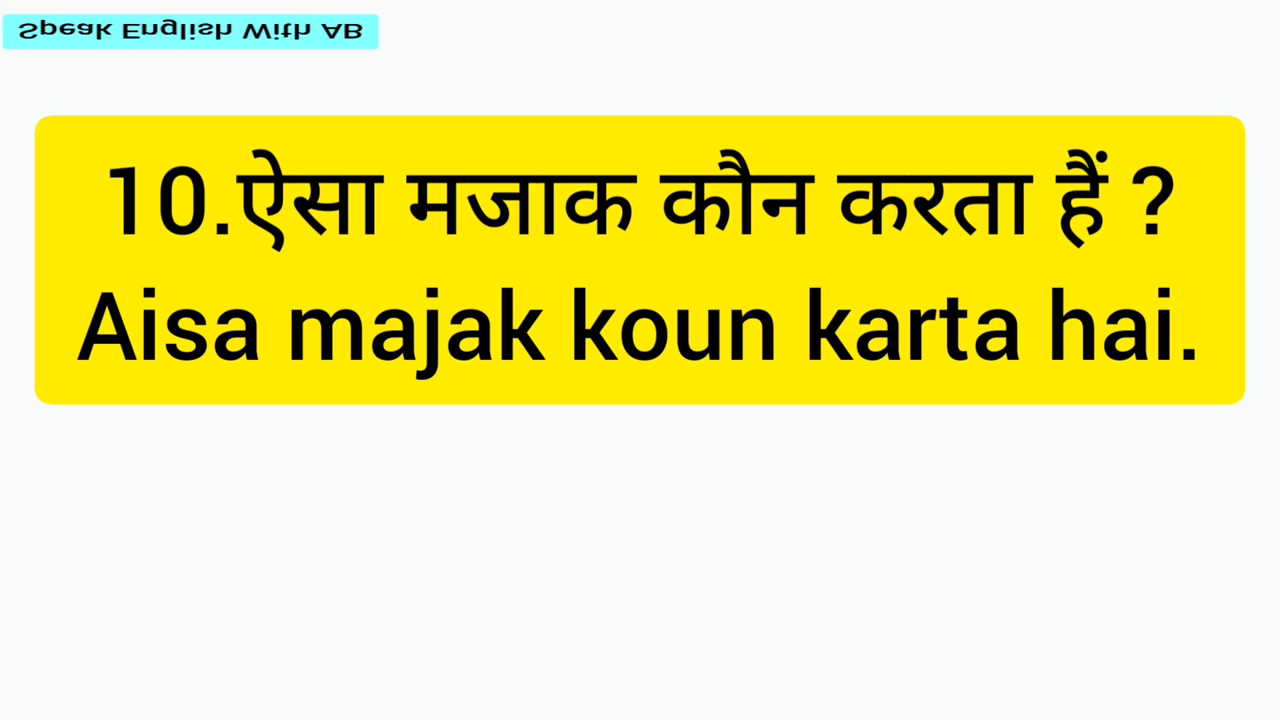 Speak English With AB
10.ऐसा मजाक कौन करता हैं ?
Aisa majak koun karta hai.